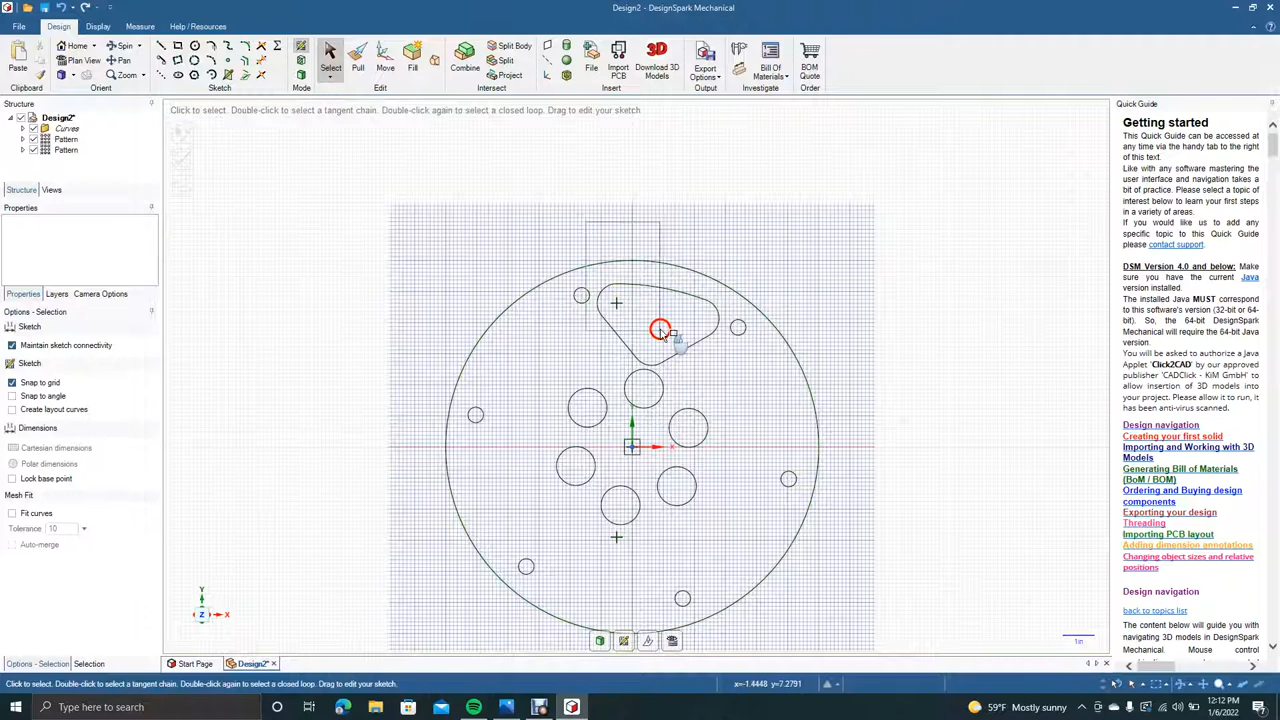 Design2 - DesignSpark Mechanical
File Design Display Measure Help / Resources
Paste
Home
Plan View
Spin
Pan
Zoom
Select
Pull
Move
Fill
Combine
Split Body
Split
Project
File
Import
PCB
Download 3D
Models
Export
Options
Bill Of
Materials
BOM
Quote
Clipboard Orient Sketch Mode Edit Intersect Insert Output Investigate Order
Structure
Design2*
Curves
Pattern
Pattern
Structure Views
Properties
Properties Layers Camera Options
Options - Selection
Sketch
Maintain sketch connectivity
Sketch
Snap to grid
Snap to angle
Create layout curves
Dimensions
Cartesian dimensions
Polar dimensions
Lock base point
Mesh Fit
Fit curves
Tolerance: 10
Auto-merge
Options - Selection Selection
Click to select. Double-click to select a tangent chain. Double-click again to select a closed loop. Drag to edit your sketch
X
Y
Z X
1in
Start Page Design2*
Quick Guide
Getting started
This Quick Guide can be accessed at
any time via the handy tab to the right
of this text.
Like with any software mastering the
user interface and navigation takes a
bit of practice. Please select a topic of
interest below to learn your first steps
in a variety of areas.
If you would like us to add any
specific topic to this Quick Guide
please contact support.
DSM Version 4.0 and below: Make
sure you have the current Java
version installed.
The installed Java MUST correspond
to this software's version (32-bit or 64-
bit). So, the 64-bit DesignSpark
Mechanical will require the 64-bit Java
version.
You will be asked to authorize a Java
Applet 'Click2CAD' by our approved
publisher 'CADClick - KiM GmbH' to
allow insertion of 3D models into
your project. Please allow it to run, it
has been anti-virus scanned.
Design navigation
Creating your first solid
Importing and Working with 3D
Models
Generating Bill of Materials
(BoM / BOM)
Ordering and Buying design
components
Exporting your design
Threading
Importing PCB layout
Adding dimension annotations
Changing object sizes and relative
positions
Design navigation
back to topics list
The content below will guide you with
navigating 3D models in DesignSpark
Mechanical. Mouse control
Click to select. Double-click to select a tangent chain. Double-click again to select a closed loop. Drag to edit your sketch.
x=-1.4448 y=7.2791
Type here to search
59°F Mostly sunny
12:12 PM
1/6/2022